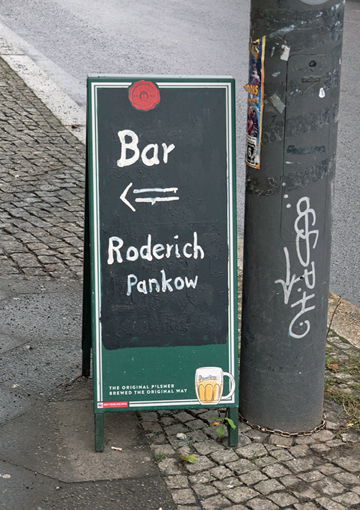 Bar
Roderich
Pankow
THE ORIGINAL PILSNER
BREWED THE ORIGINAL WAY